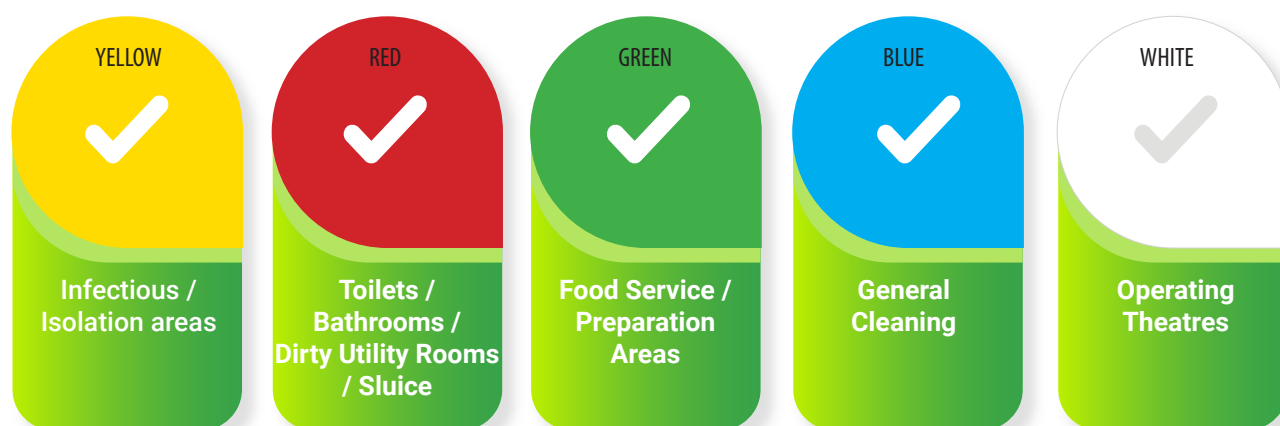 YELLOW
Infectious /
Isolation areas
RED
Toilets /
Bathrooms /
Dirty Utility Rooms
/ Sluice
GREEN
Food Service /
Preparation
Areas
BLUE
General
Cleaning
WHITE
Operating
Theatres